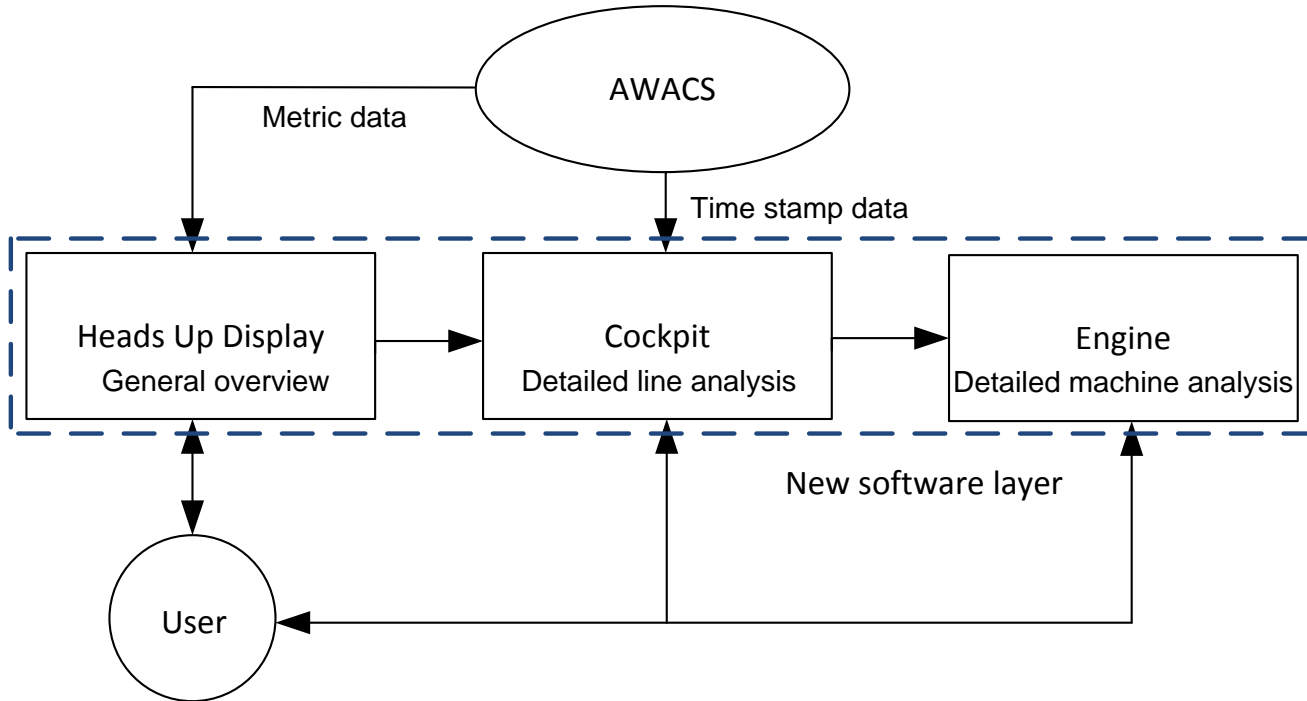 AWACS
Metric data
Time stamp data
Heads Up Display
General overview
Cockpit
Detailed line analysis
Engine
Detailed machine analysis
New software layer
User